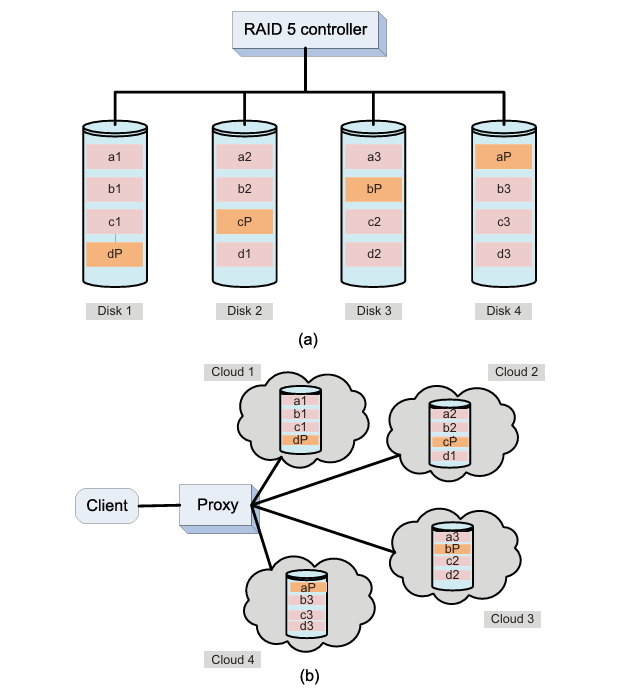 RAID 5 controller
a1 a2 a3 aP
b1 b2 bP b3
c1 cP c2 c3
dP d1 d2 d3
Disk 1 Disk 2 Disk 3 Disk 4
(a)
Cloud 1
a1
b1
c1
dP
Cloud 2
a2
b2
cP
d1
Client
Proxy
a3
bP
c2
d2
Cloud 3
aP
b3
c3
d3
Cloud 4
(b)